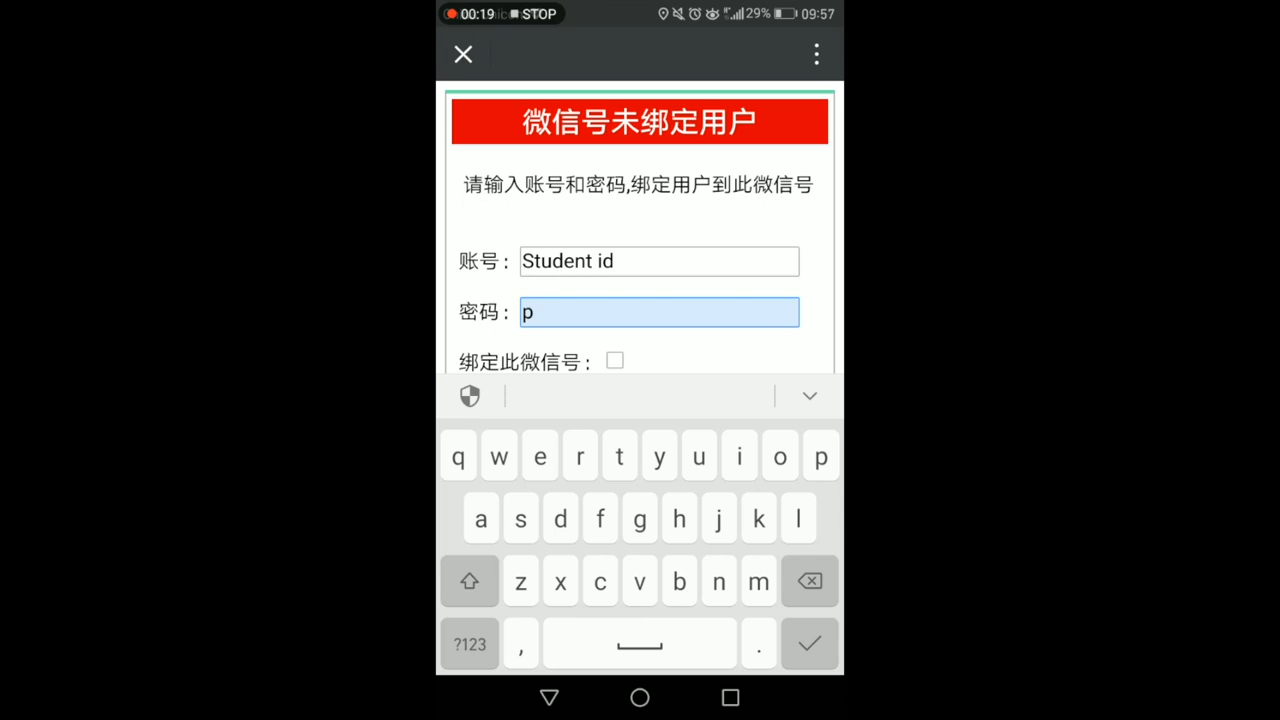 00:19 STOP 29% 09:57
微信号未绑定用户
请输入账号和密码,绑定用户到此微信号
账号: Student id
密码: p
绑定此微信号:
q w e r t y u i o p
a s d f g h j k l
z x c v b n m
?123 , .